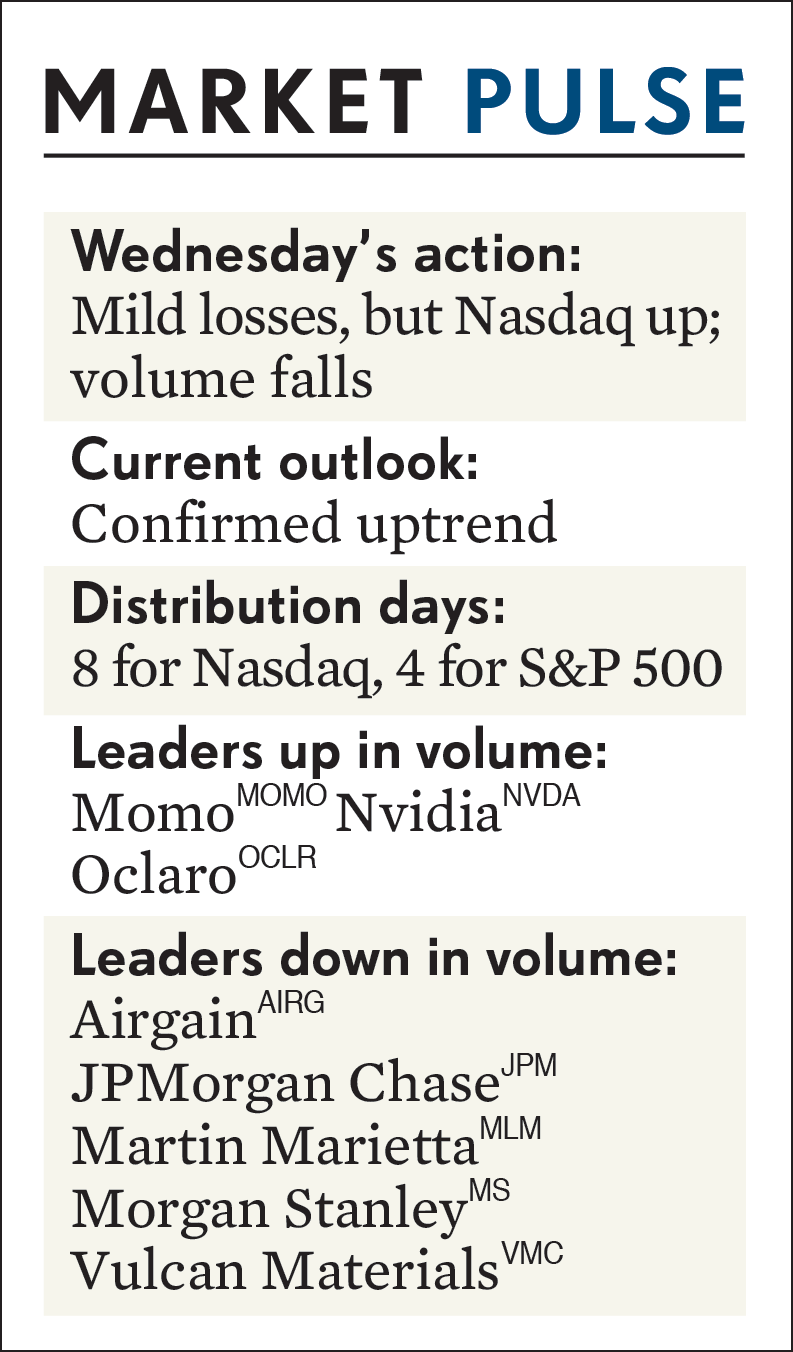 MARKET PULSE
Wednesday’s action:
Mild losses, but Nasdaq up;
volume falls
Current outlook:
Confirmed uptrend
Distribution days:
8 for Nasdaq, 4 for S&P 500
Leaders up in volume:
Momo MOMO Nvidia NVDA
Oclaro OCLR
Leaders down in volume:
Airgain AIRG
JPMorgan Chase JPM
Martin Marietta MLM
Morgan Stanley MS
Vulcan Materials VMC